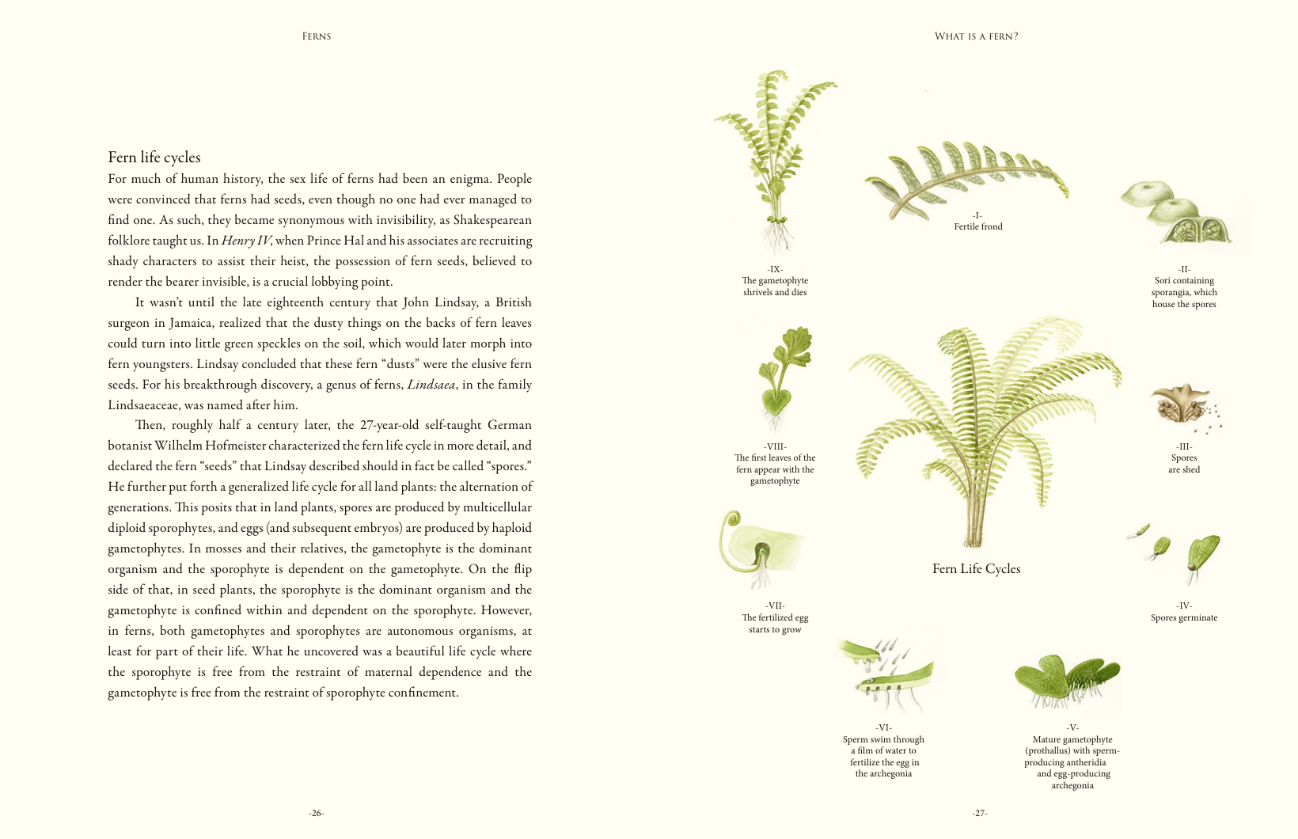 Ferns
Fern life cycles
For much of human history, the sex life of ferns had been an enigma. People
were convinced that ferns had seeds, even though no one had ever managed to
find one. As such, they became synonymous with invisibility, as Shakespearean
folklore taught us. In Henry IV, when Prince Hal and his associates are recruiting
shady characters to assist their heist, the possession of fern seeds, believed to
render the bearer invisible, is a crucial lobbying point.
It wasn’t until the late eighteenth century that John Lindsay, a British
surgeon in Jamaica, realized that the dusty things on the backs of fern leaves
could turn into little green speckles on the soil, which would later morph into
fern youngsters. Lindsay concluded that these fern “dusts” were the elusive fern
seeds. For his breakthrough discovery, a genus of ferns, Lindsaea, in the family
Lindsaeaceae, was named after him.
Then, roughly half a century later, the 27-year-old self-taught German
botanist Wilhelm Hofmeister characterized the fern life cycle in more detail, and
declared the fern “seeds” that Lindsay described should in fact be called “spores.”
He further put forth a generalized life cycle for all land plants: the alternation of
generations. This posits that in land plants, spores are produced by multicellular
diploid sporophytes, and eggs (and subsequent embryos) are produced by haploid
gametophytes. In mosses and their relatives, the gametophyte is the dominant
organism and the sporophyte is dependent on the gametophyte. On the flip
side of that, in seed plants, the sporophyte is the dominant organism and the
gametophyte is confined within and dependent on the sporophyte. However,
in ferns, both gametophytes and sporophytes are autonomous organisms, at
least for part of their life. What he uncovered was a beautiful life cycle where
the sporophyte is free from the restraint of maternal dependence and the
gametophyte is free from the restraint of sporophyte confinement.
-26-
What is a fern?
-I-
Fertile frond
-II-
Sori containing
sporangia, which
house the spores
-III-
Spores
are shed
-IV-
Spores germinate
-V-
Mature gametophyte
(prothallus) with sperm-
producing antheridia
and egg-producing
archegonia
-VI-
Sperm swim through
a film of water to
fertilize the egg in
the archegonia
-VII-
The fertilized egg
starts to grow
-VIII-
The first leaves of the
fern appear with the
gametophyte
-IX-
The gametophyte
shrivels and dies
Fern Life Cycles
-27-